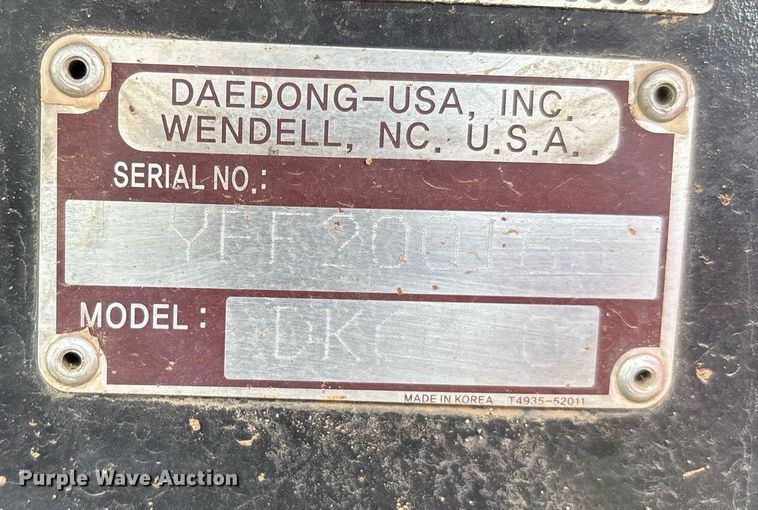 DAEDONG-USA, INC.
WENDELL, NC. U.S.A.
SERIAL NO.:
MODEL :
MADE IN KOREA T4935-52011
Purple Wave Auction